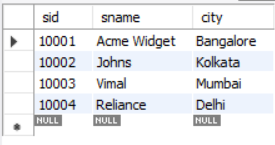 sid sname city
10001 Acme Widget Bangalore
10002 Johns Kolkata
10003 Vimal Mumbai
10004 Reliance Delhi
NULL NULL NULL